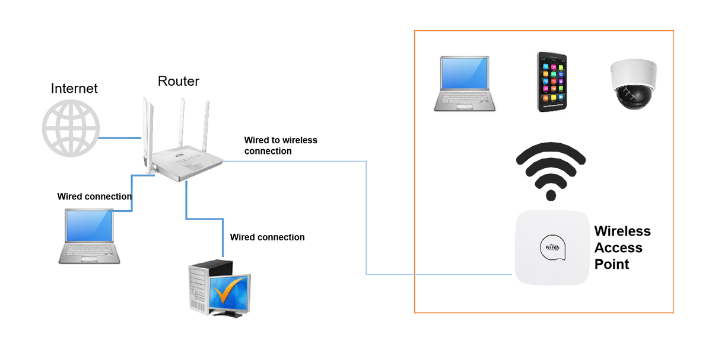 Internet
Router
Wired to wireless
connection
Wired connection
Wired connection
Wireless
Access
Point